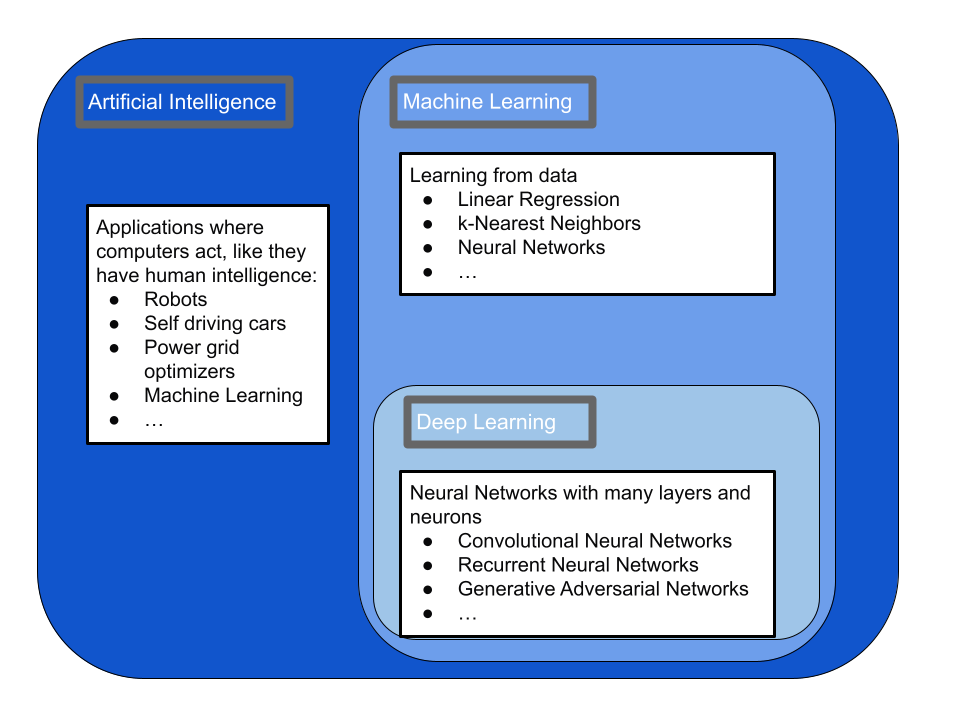 Artificial Intelligence
Applications where
computers act, like they
have human intelligence:
● Robots
● Self driving cars
● Power grid
optimizers
● Machine Learning
● …
Machine Learning
Learning from data
● Linear Regression
● k-Nearest Neighbors
● Neural Networks
● …
Deep Learning
Neural Networks with many layers and
neurons
● Convolutional Neural Networks
● Recurrent Neural Networks
● Generative Adversarial Networks
● …